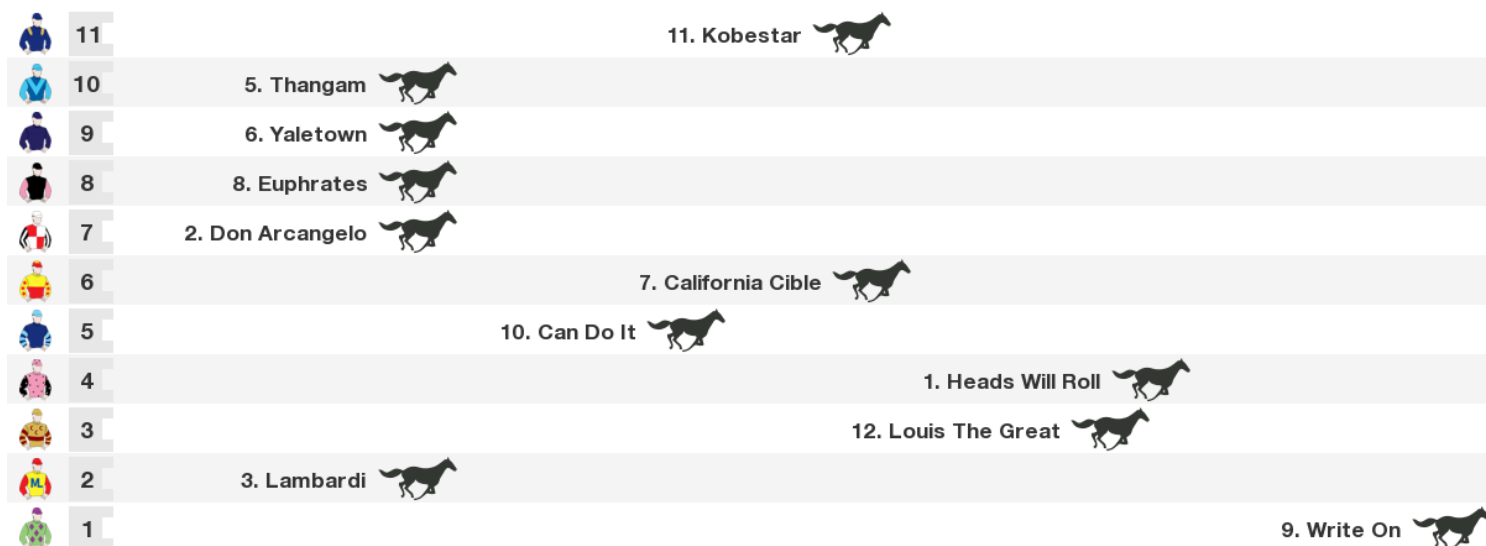 11 11. Kobestar
10 5. Thangam
9 6. Yaletown
8 8. Euphrates
7 2. Don Arcangelo
6 7. California Cible
5 10. Can Do It
4 1. Heads Will Roll
3 12. Louis The Great
ML 2 3. Lambardi
1 9. Write On